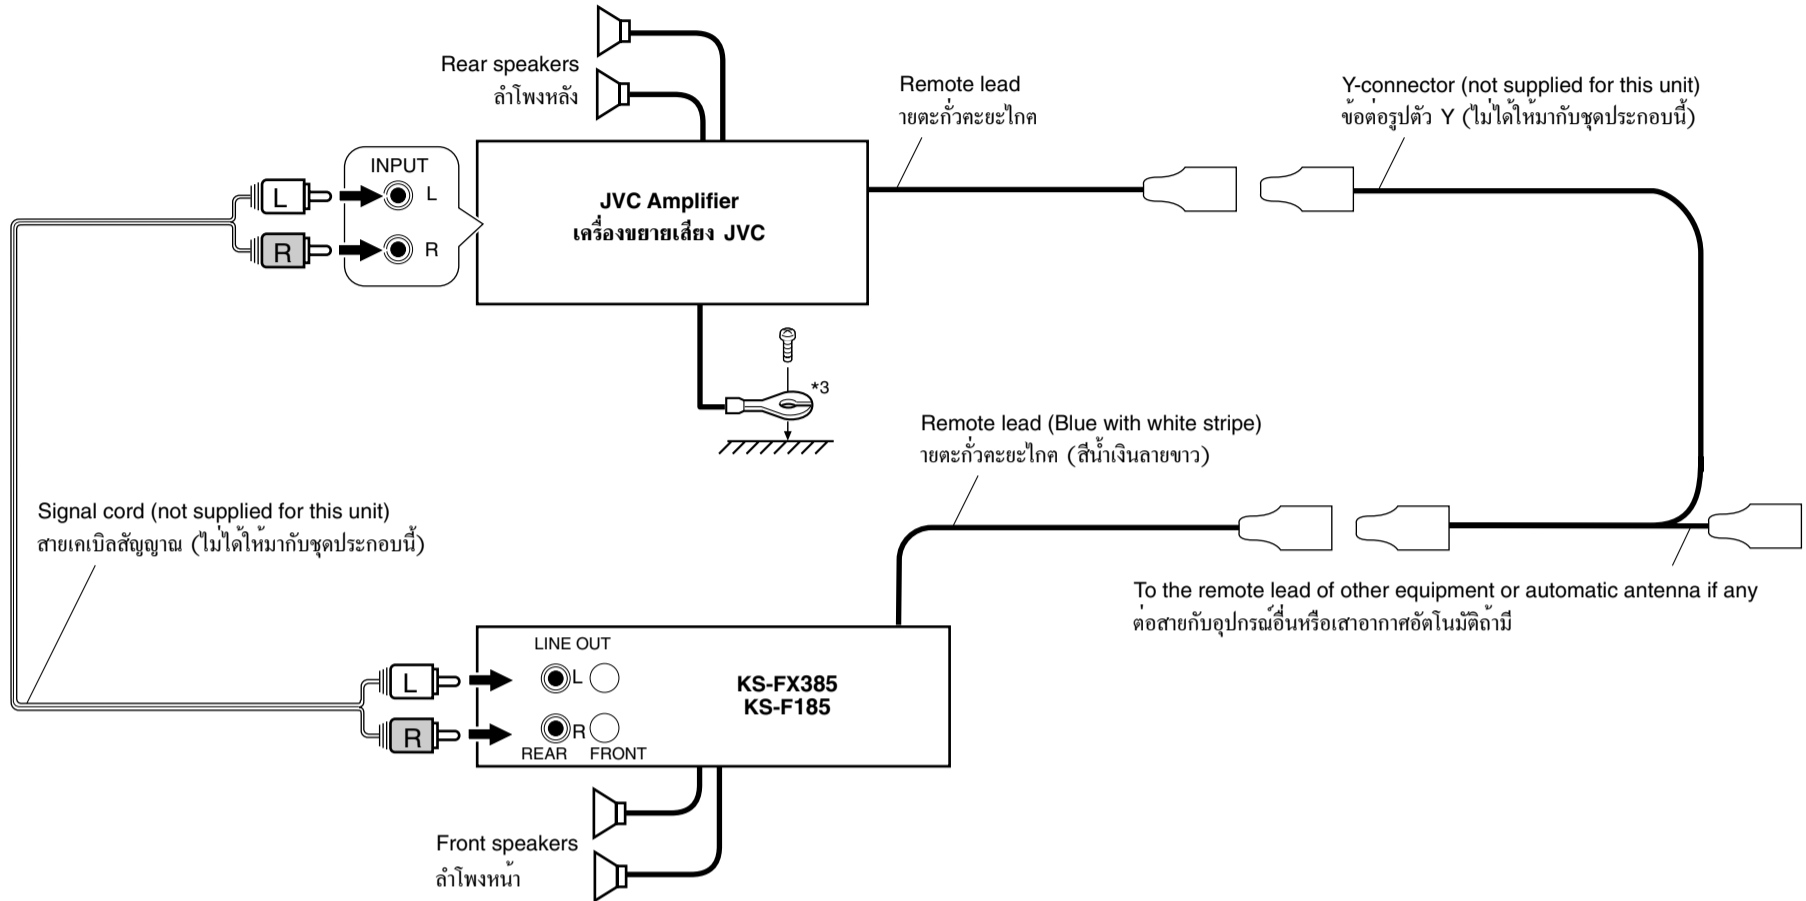 Rear speakers
ลำโพงหลัง
Remote lead
ายตะกั่วฅะยะไกฅ
Y-connector (not supplied for this unit)
ข้อต่อรูปตัว Y (ไม่ได้ให้มากับชุดประกอบนี้)
INPUT
L
L
R
R
JVC Amplifier
เครื่องขยายเสียง JVC
*3
Remote lead (Blue with white stripe)
ายตะกั่วฅะยะไกฅ (สีน้ำเงินลายขาว)
Signal cord (not supplied for this unit)
สายเคเบิลสัญญาณ (ไม่ได้ให้มากับชุดประกอบนี้)
To the remote lead of other equipment or automatic antenna if any
ต่อสายกับอุปกรณ์อื่นหรือเสาอากาศอัตโนมัติถ้ามี
LINE OUT
L
L
R
R
REAR FRONT
KS-FX385
KS-F185
Front speakers
ลำโพงหน้า